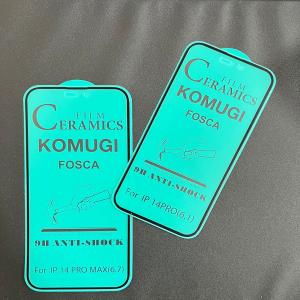 FILM
CERAMICS
KOMUGI
FOSCA
9H ANTI-SHOCK
For IP 14 PRO MAX(6.7)
FILM
CERAMICS
KOMUGI
FOSCA
9H ANTI-SHOCK
For IP 14PRO(6.1)